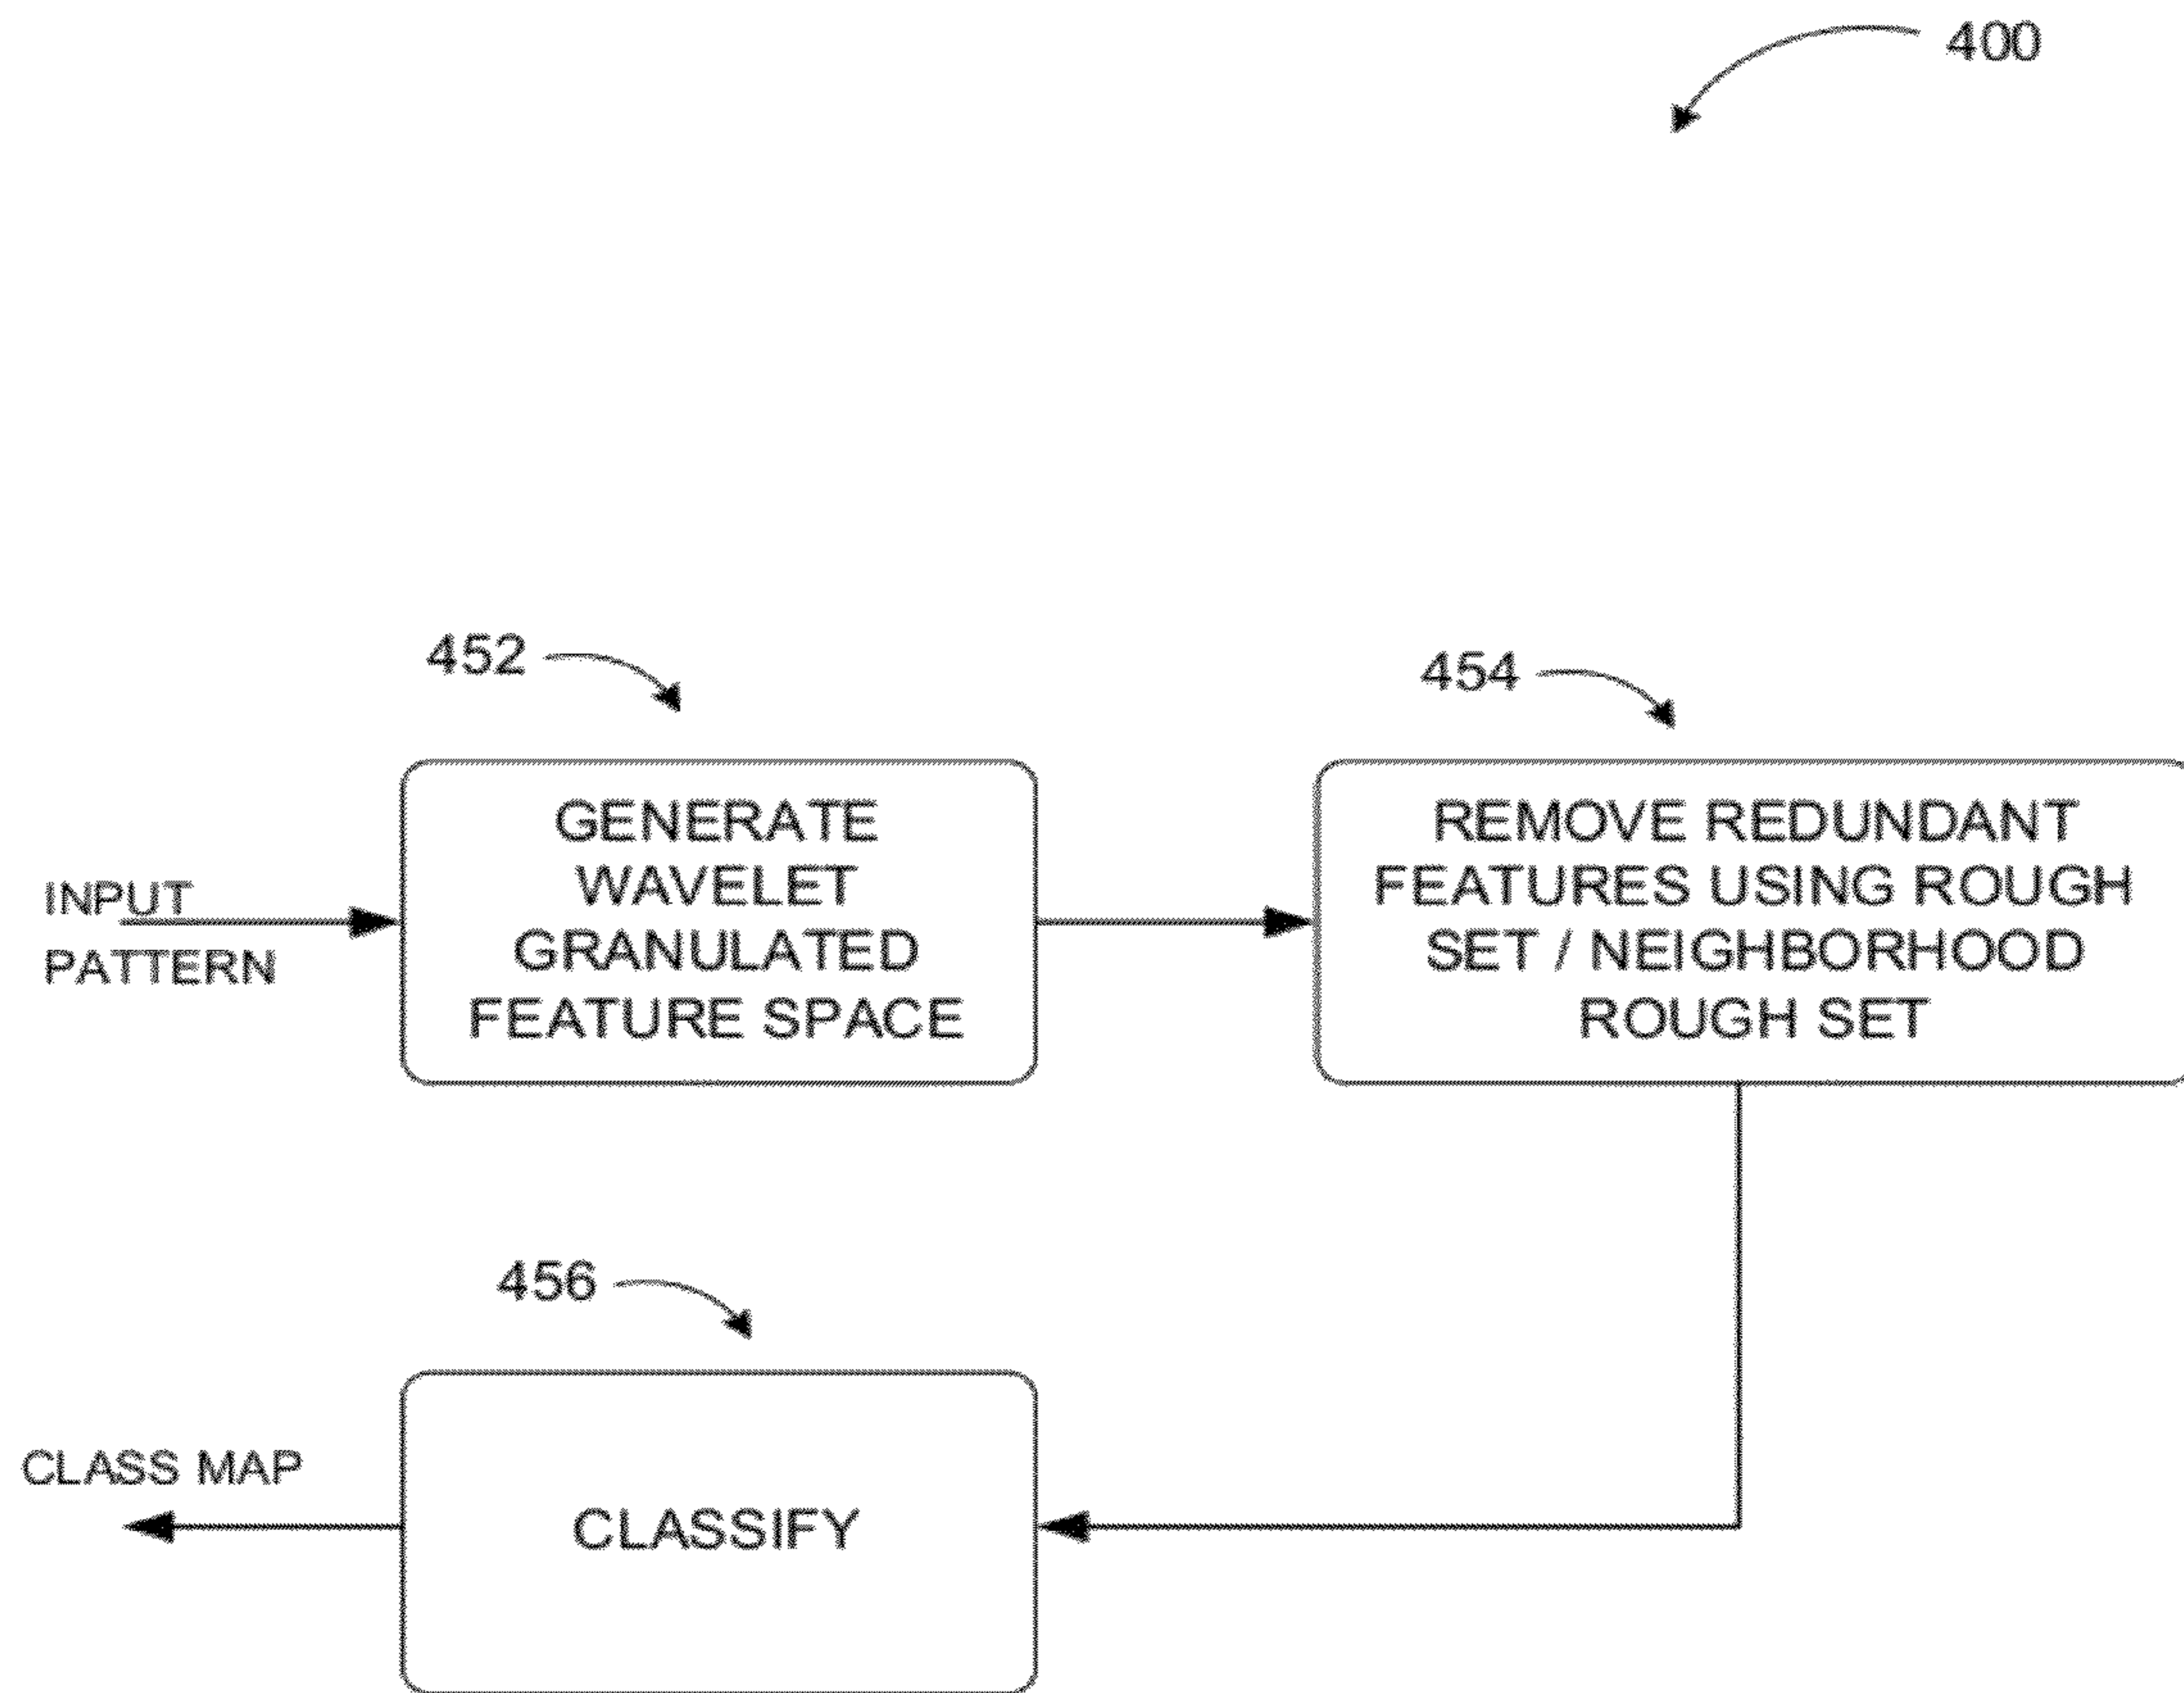 400
452
454
GENERATE
WAVELET
GRANULATED
FEATURE SPACE
REMOVE REDUNDANT
FEATURES USING ROUGH
SET / NEIGHBORHOOD
ROUGH SET
INPUT
PATTERN
456
CLASS MAP
CLASSIFY